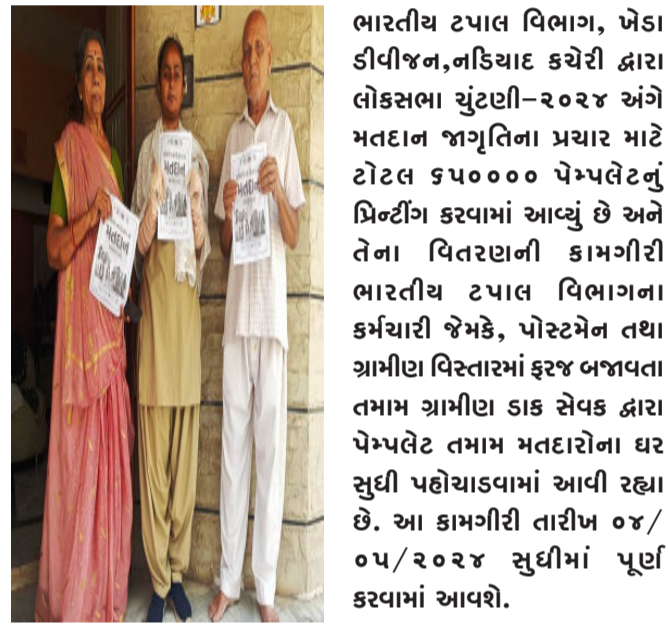 ભારતીય ટપાલ વિભાગ, ખેડા
ડીવીજન,નડિયાદ કચેરી દ્વારા
લોકસભા ચુંટણી–૨૦૨૪ અંગે
મતદાન જાગૃતિના પ્રચાર માટે
ટોટલ ૬૫૦૦૦૦ પેમ્પલેટનું
પ્રિન્ટીંગ કરવામાં આવ્યું છે અને
તેના વિતરણની કામગીરી
ભારતીય ટપાલ વિભાગના
કર્મચારી જેમકે, પોસ્ટમેન તથા
ગ્રામીણ વિસ્તારમાં ફરજ બજાવતા
તમામ ગ્રામીણ ડાક સેવક દ્વારા
પેમ્પલેટ તમામ મતદારોના ઘર
સુધી પહોચાડવામાં આવી રહ્યા
છે. આ કામગીરી તારીખ ૦૪/
૦૫/૨૦૨૪ સુધીમાં પૂર્ણ
કરવામાં આવશે.
મતદાન
મતદાન
મતદાન